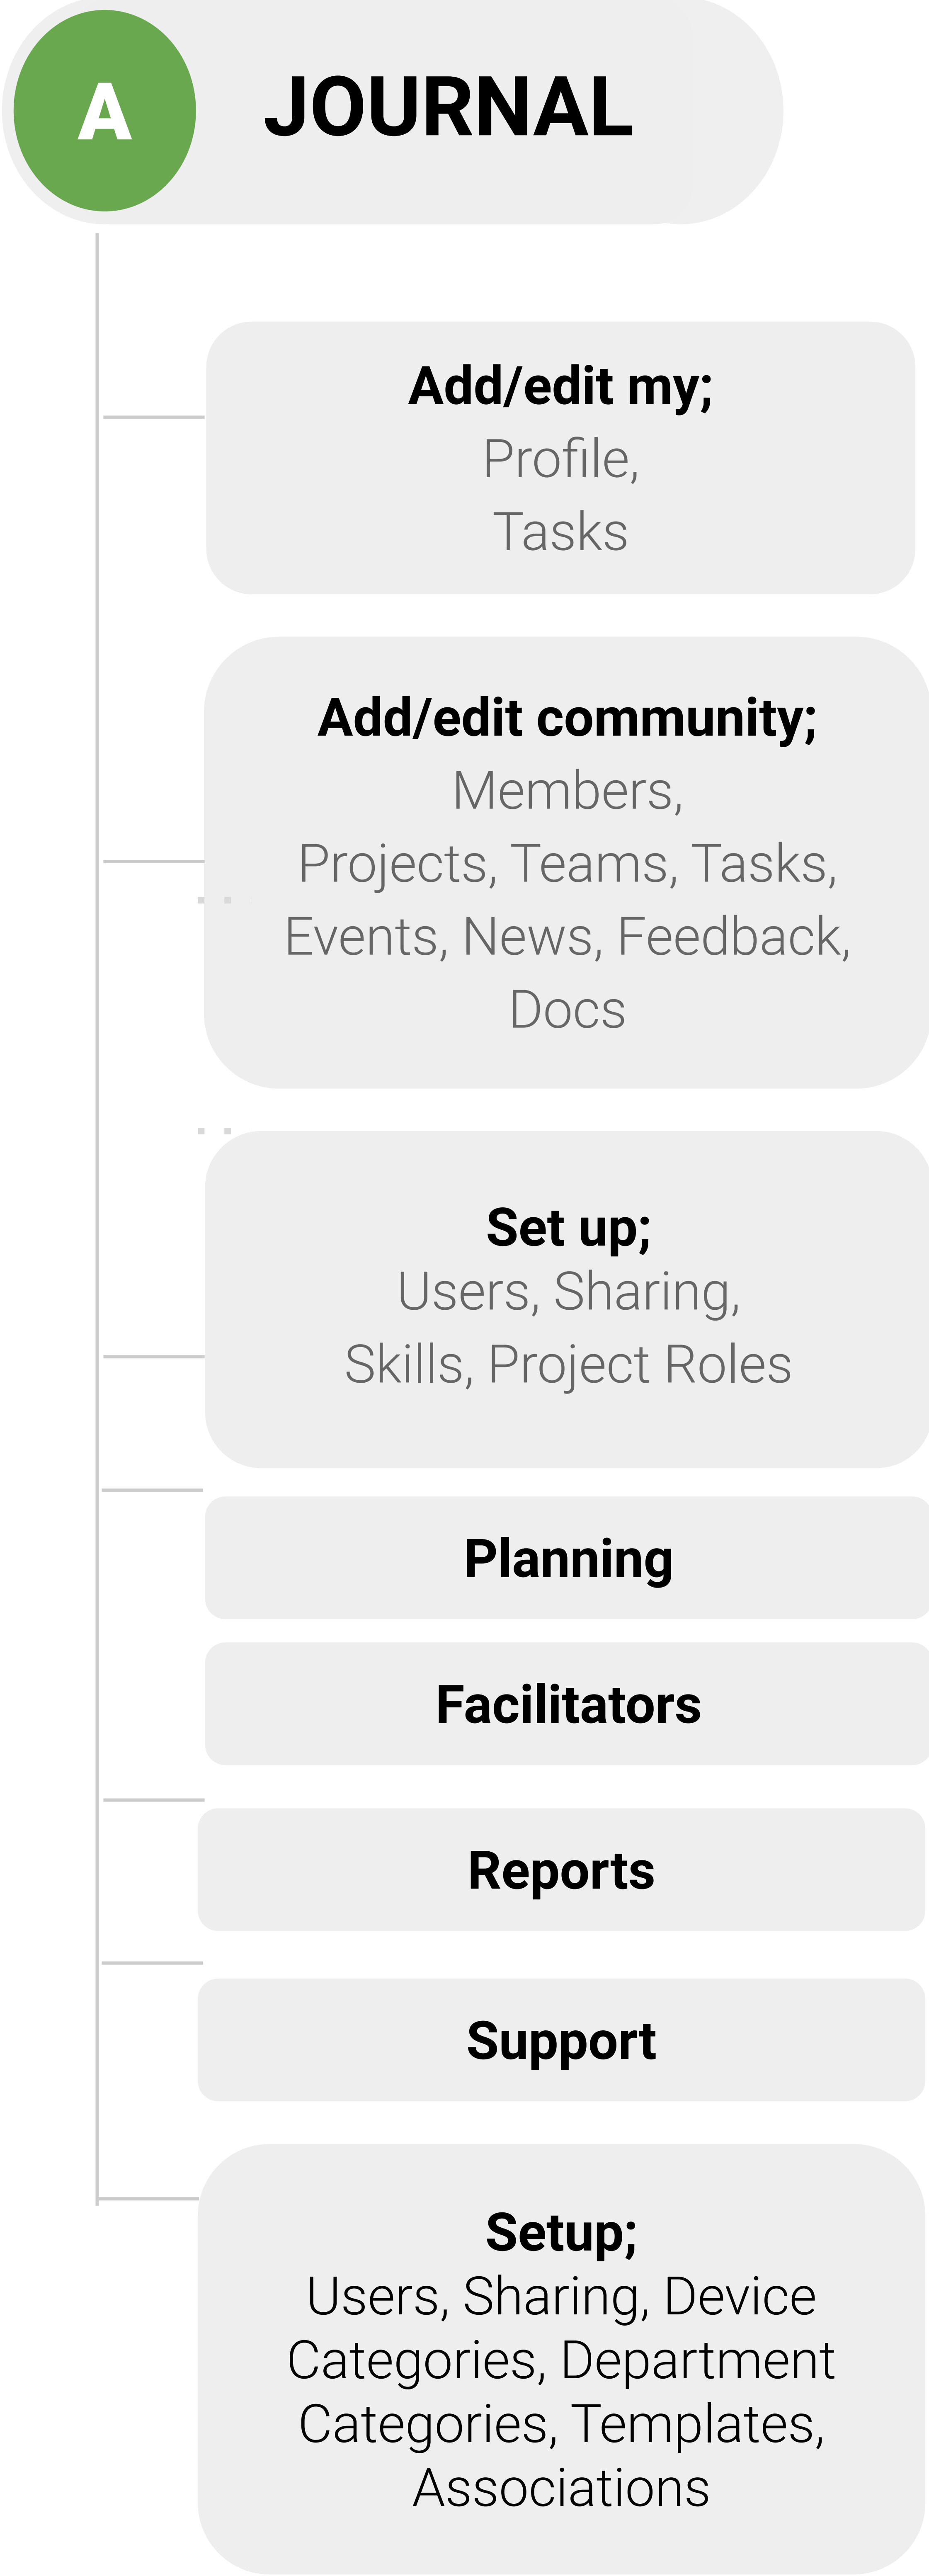 A
JOURNAL
Add/edit my;
Profile,
Tasks
Add/edit community;
Members,
Projects, Teams, Tasks,
Events, News, Feedback,
Docs
Set up;
Users, Sharing,
Skills, Project Roles
Planning
Facilitators
Reports
Support
Setup;
Users, Sharing, Device
Categories, Department
Categories, Templates,
Associations